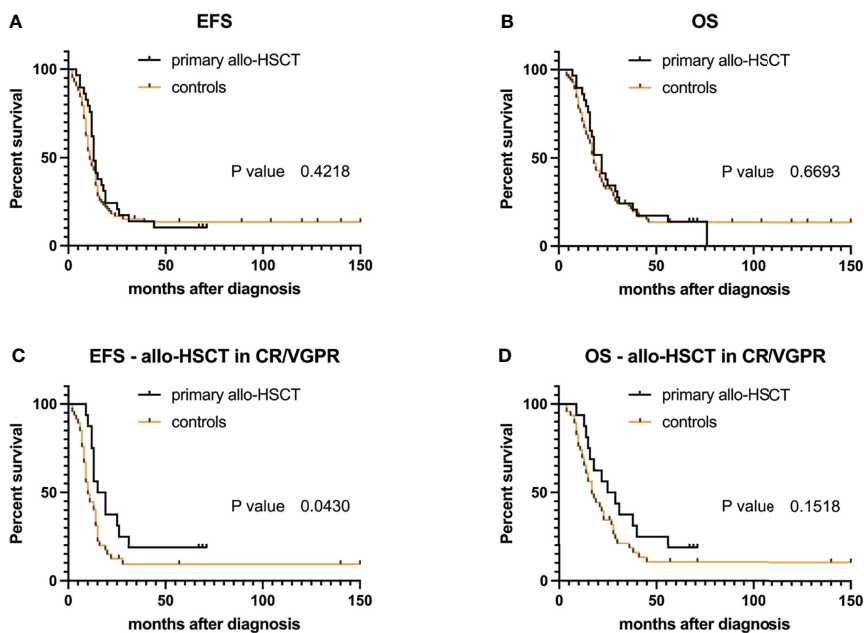 A
EFS
primary allo-HSCT
controls
Percent survival
100
50
0
P value 0.4218
0 50 100 150
months after diagnosis
B
OS
primary allo-HSCT
controls
Percent survival
100
50
0
P value 0.6693
0 50 100 150
months after diagnosis
C
EFS - allo-HSCT in CR/VGPR
primary allo-HSCT
controls
Percent survival
100
50
0
P value 0.0430
0 50 100 150
months after diagnosis
D
OS - allo-HSCT in CR/VGPR
primary allo-HSCT
controls
Percent survival
100
50
0
P value 0.1518
0 50 100 150
months after diagnosis